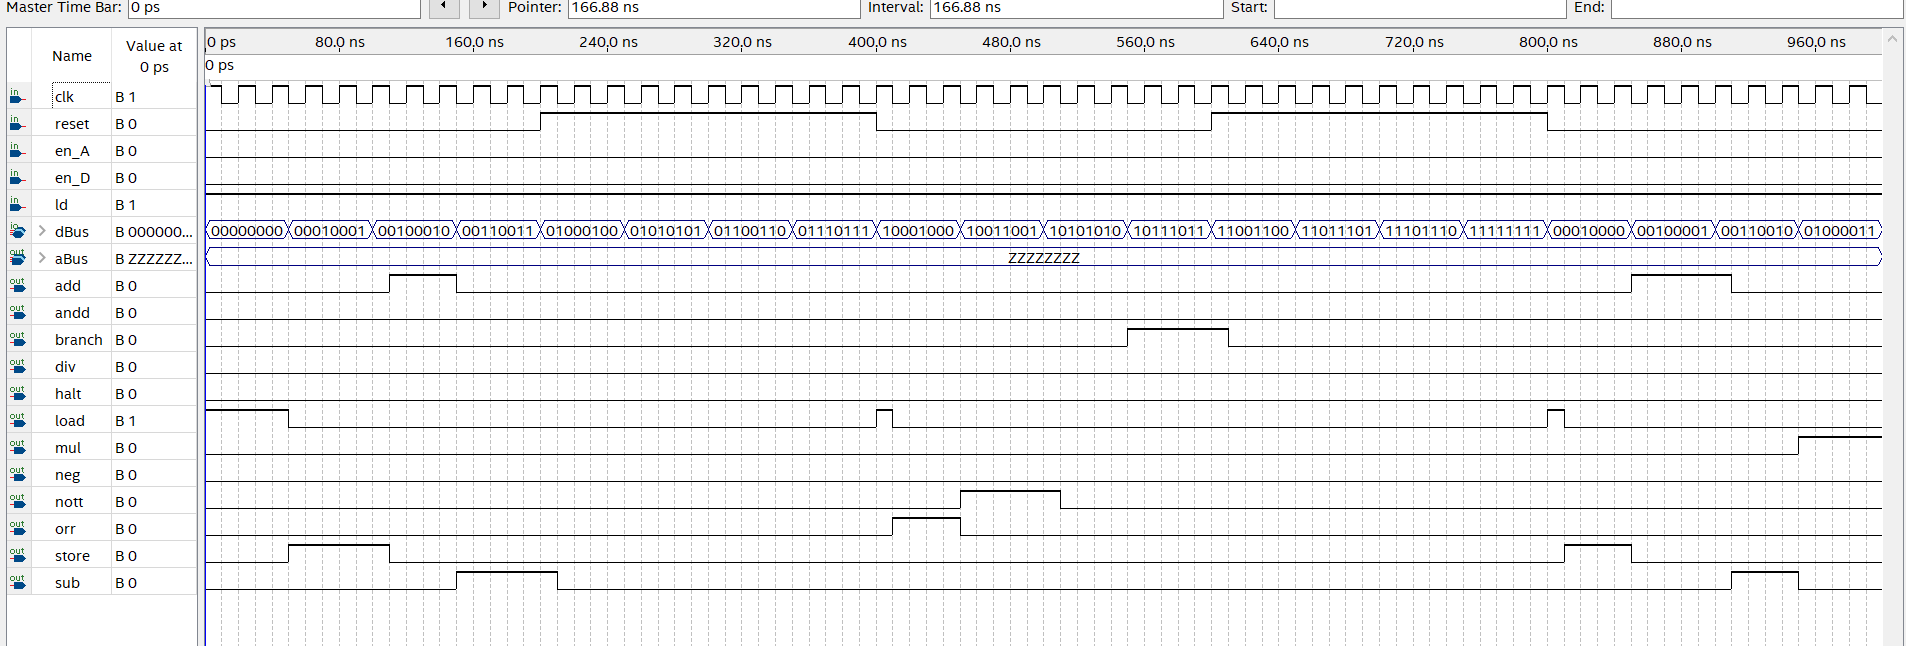 Master Time Bar: 0 ps Pointer: 166.88 ns Interval: 166.88 ns Start: End:
Name Value at 0 ps
0 ps 80.0 ns 160.0 ns 240.0 ns 320.0 ns 400.0 ns 480.0 ns 560.0 ns 640.0 ns 720.0 ns 800.0 ns 880.0 ns 960.0 ns
0 ps
in clk B 1
in reset B 0
in en_A B 0
in en_D B 0
in ld B 1
dBus B 000000... 00000000 00010001 00100010 00110011 01000100 01010101 01100110 01110111 10001000 10011001 10101010 10111011 11001100 11011101 11101110 11111111 00010000 00100001 00110010 01000011
out aBus B ZZZZZZ... ZZZZZZZZ
out add B 0
out andd B 0
out branch B 0
out div B 0
out halt B 0
out load B 1
out mul B 0
out neg B 0
out nott B 0
out orr B 0
out store B 0
out sub B 0